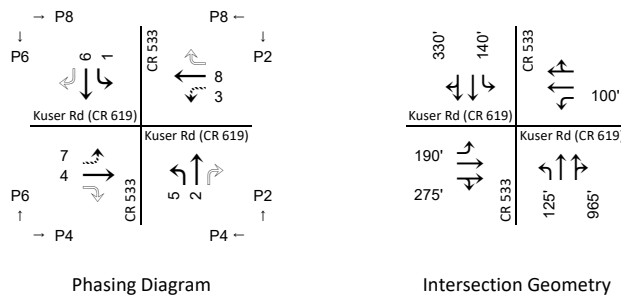 → P8
P8 ←
↓
P6
↓
P2
6
1
CR 533
8
3
Kuser Rd (CR 619)
Kuser Rd (CR 619)
7
4
CR 533
5
2
P6
↑
P2
↑
→ P4
P4 ←
Phasing Diagram
330'
140'
CR 533
100'
Kuser Rd (CR 619)
Kuser Rd (CR 619)
190'
275'
CR 533
125'
965'
Intersection Geometry